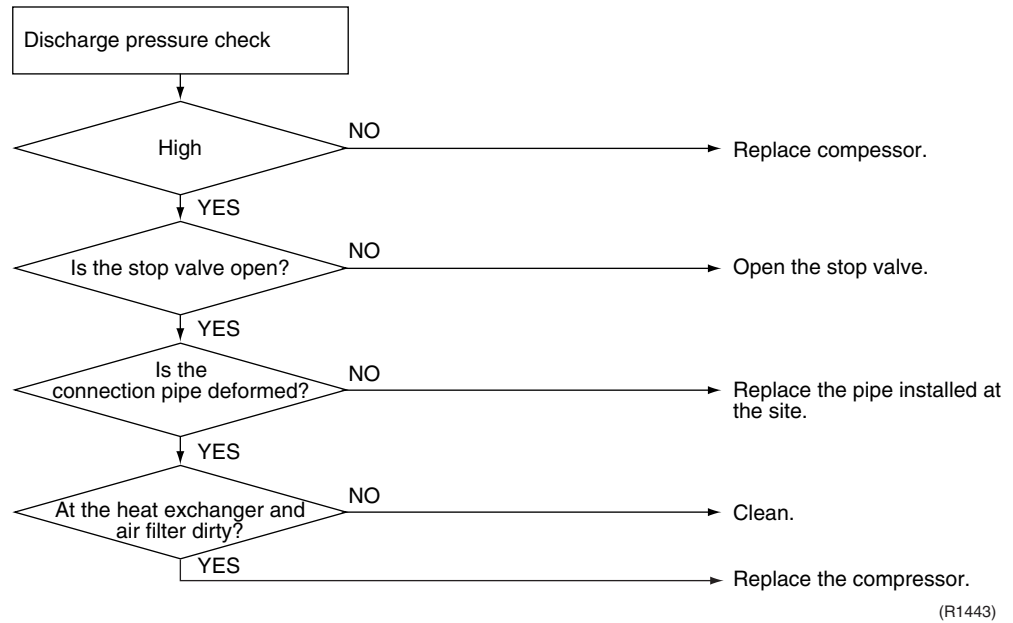 Discharge pressure check
High
NO
Replace compessor.
YES
Is the stop valve open?
NO
Open the stop valve.
YES
Is the
connection pipe deformed?
NO
Replace the pipe installed at
the site.
YES
At the heat exchanger and
air filter dirty?
NO
Clean.
YES
Replace the compressor.
(R1443)